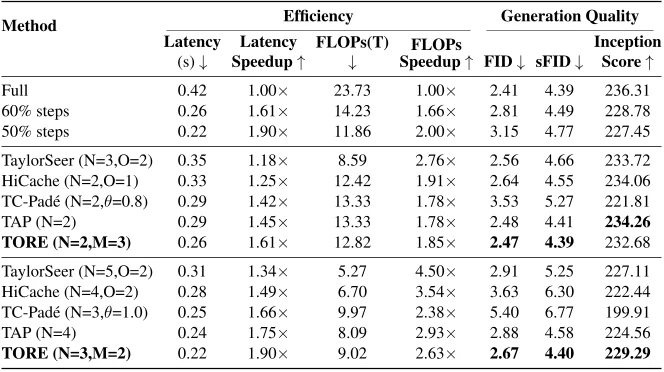 Method Efficiency Generation Quality
Latency (s) ↓ Latency Speedup ↑ FLOPs(T) ↓ FLOPs Speedup ↑ FID ↓ sFID ↓ Inception Score ↑
Full 0.42 1.00× 23.73 1.00× 2.41 4.39 236.31
60% steps 0.26 1.61× 14.23 1.66× 2.81 4.49 228.78
50% steps 0.22 1.90× 11.86 2.00× 3.15 4.77 227.45
TaylorSeer (N=3,O=2) 0.35 1.18× 8.59 2.76× 2.56 4.66 233.72
HiCache (N=2,O=1) 0.33 1.25× 12.42 1.91× 2.64 4.55 234.06
TC-Padé (N=2,θ=0.8) 0.29 1.42× 13.33 1.78× 3.53 5.27 221.81
TAP (N=2) 0.29 1.45× 13.33 1.78× 2.48 4.41 234.26
TORE (N=2,M=3) 0.26 1.61× 12.82 1.85× 2.47 4.39 232.68
TaylorSeer (N=5,O=2) 0.31 1.34× 5.27 4.50× 2.91 5.25 227.11
HiCache (N=4,O=2) 0.28 1.49× 6.70 3.54× 3.63 6.30 222.44
TC-Padé (N=3,θ=1.0) 0.25 1.66× 9.97 2.38× 5.40 6.77 199.91
TAP (N=4) 0.24 1.75× 8.09 2.93× 2.88 4.58 224.56
TORE (N=3,M=2) 0.22 1.90× 9.02 2.63× 2.67 4.40 229.29